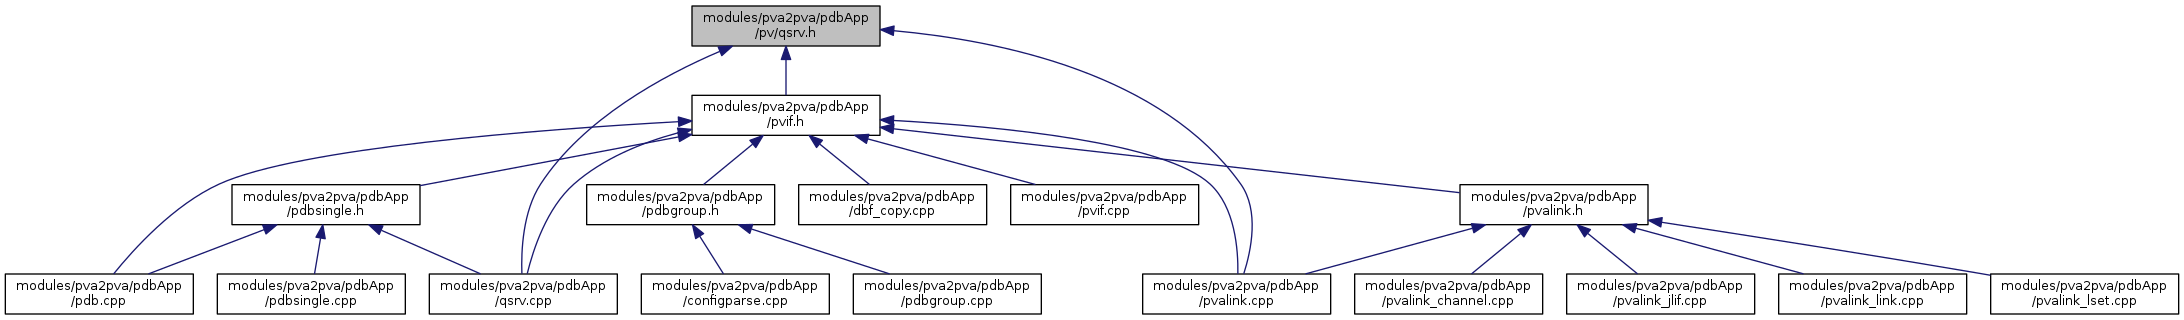 modules/pva2pva/pdbApp
/pv/qsrv.h
modules/pva2pva/pdbApp
/pvif.h
modules/pva2pva/pdbApp
/pdbsingle.h
modules/pva2pva/pdbApp
/pdbgroup.h
modules/pva2pva/pdbApp
/dbf_copy.cpp
modules/pva2pva/pdbApp
/pvif.cpp
modules/pva2pva/pdbApp
/pvalink.h
modules/pva2pva/pdbApp
/pdb.cpp
modules/pva2pva/pdbApp
/pdbsingle.cpp
modules/pva2pva/pdbApp
/qsrv.cpp
modules/pva2pva/pdbApp
/configparse.cpp
modules/pva2pva/pdbApp
/pdbgroup.cpp
modules/pva2pva/pdbApp
/pvalink.cpp
modules/pva2pva/pdbApp
/pvalink_channel.cpp
modules/pva2pva/pdbApp
/pvalink_jlif.cpp
modules/pva2pva/pdbApp
/pvalink_link.cpp
modules/pva2pva/pdbApp
/pvalink_lset.cpp